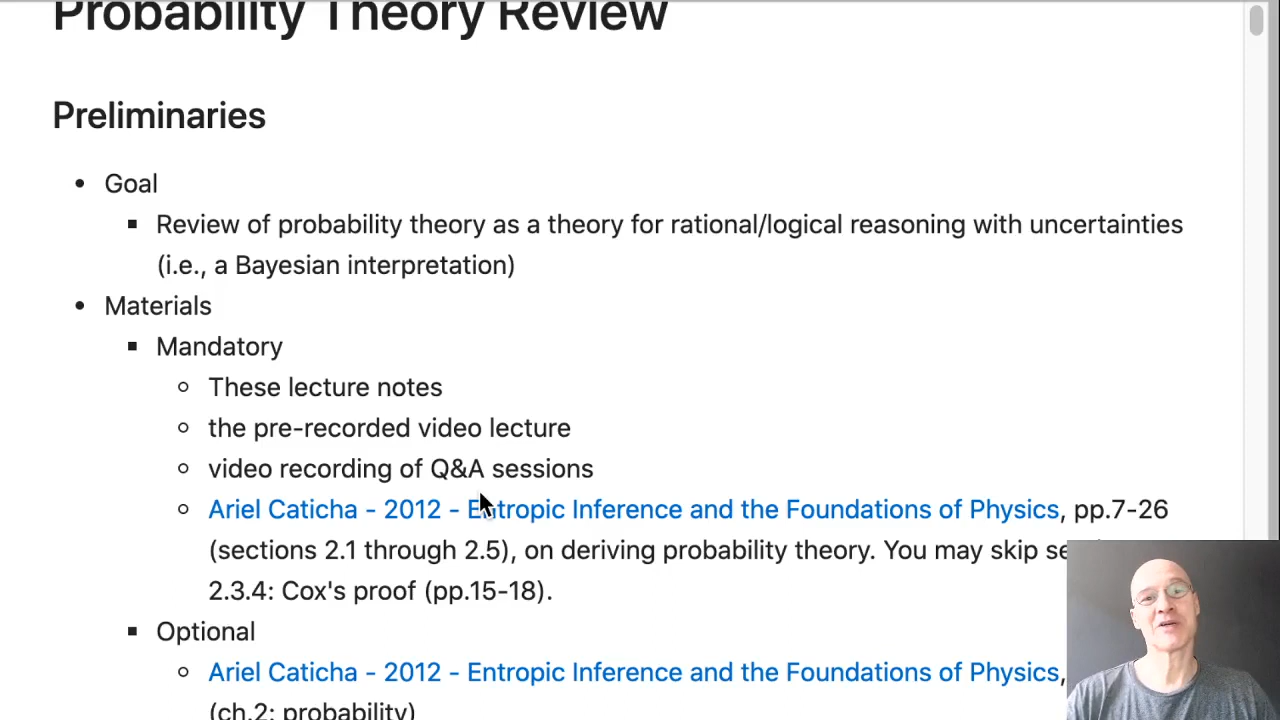 Probability Theory Review
Preliminaries
Goal
Review of probability theory as a theory for rational/logical reasoning with uncertainties
(i.e., a Bayesian interpretation)
Materials
Mandatory
These lecture notes
the pre-recorded video lecture
video recording of Q&A sessions
Ariel Caticha - 2012 - Entropic Inference and the Foundations of Physics, pp.7-26
(sections 2.1 through 2.5), on deriving probability theory. You may skip
2.3.4: Cox's proof (pp.15-18).
Optional
Ariel Caticha - 2012 - Entropic Inference and the Foundations of Physics,
(ch.2: probability)